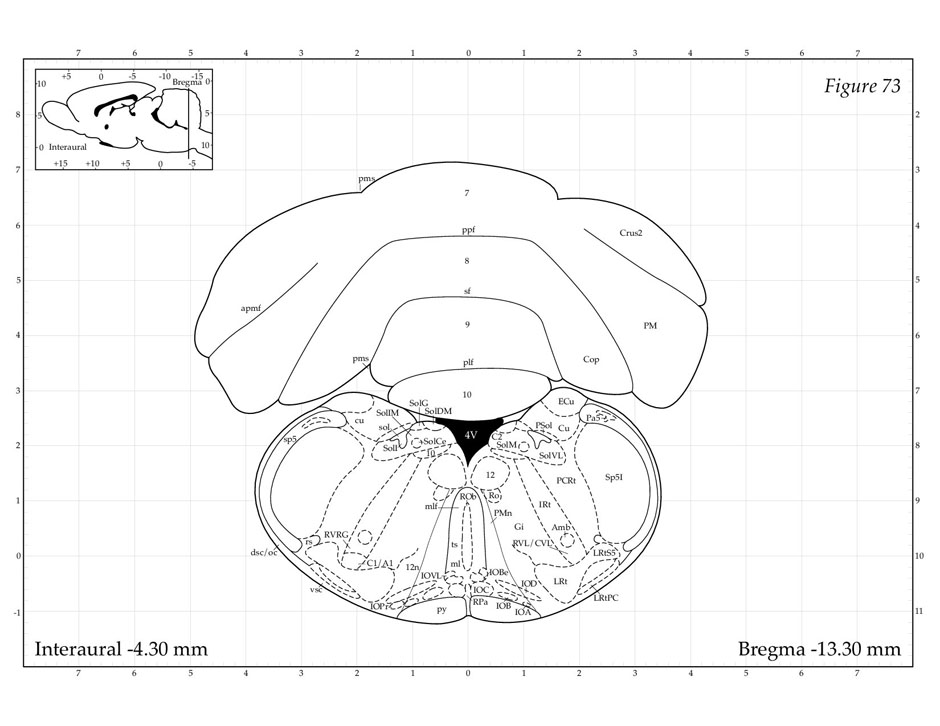 7 6 5 4 3 2 1 0 1 2 3 4 5 6 7
Figure 73
+5 0 -5 -10 -15
Bregma
10 0
5 5
0 Interaural 10
+15 +10 +5 0 -5
8 2
7 3
6 4
5 5
4 6
3 7
2 8
1 9
0 10
-1 11
pms
7
ppf
Crus2
8
sf
apmf
9
PM
pms
plf
Cop
10
SolG
ECu
SolIM
SolDM
cu
sol
PSol
Pa5
Cu
4V
C2
sp5
SolI
SolCe
SolM
10
SolVL
12
Sp5I
PCRt
ROb
Ro
mlf
IRt
PMn
Gi
Amb
RVRG
rs
ts
RVL/CVL
dsc/oc
LRtS5
C1/A1
12n
ml
IOVL
IOBe
IOD
LRt
vsc
IOC
LRtPC
IOPr
py
RPa
IOB
IOA
Interaural -4.30 mm
Bregma -13.30 mm
7 6 5 4 3 2 1 0 1 2 3 4 5 6 7